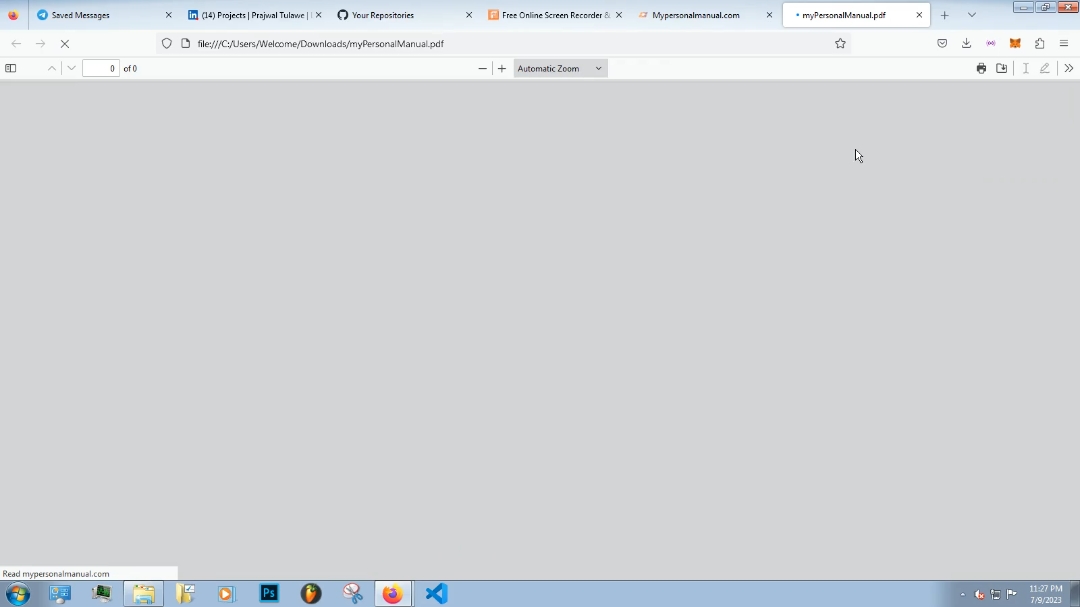 Saved Messages
(14) Projects | Prajwal Tulawe |
Your Repositories
Free Online Screen Recorder &
Mypersonalmanual.com
myPersonalManual.pdf
file:///C:/Users/Welcome/Downloads/myPersonalManual.pdf
0 of 0
Automatic Zoom
Read mypersonalmanual.com
11:27 PM
7/9/2023